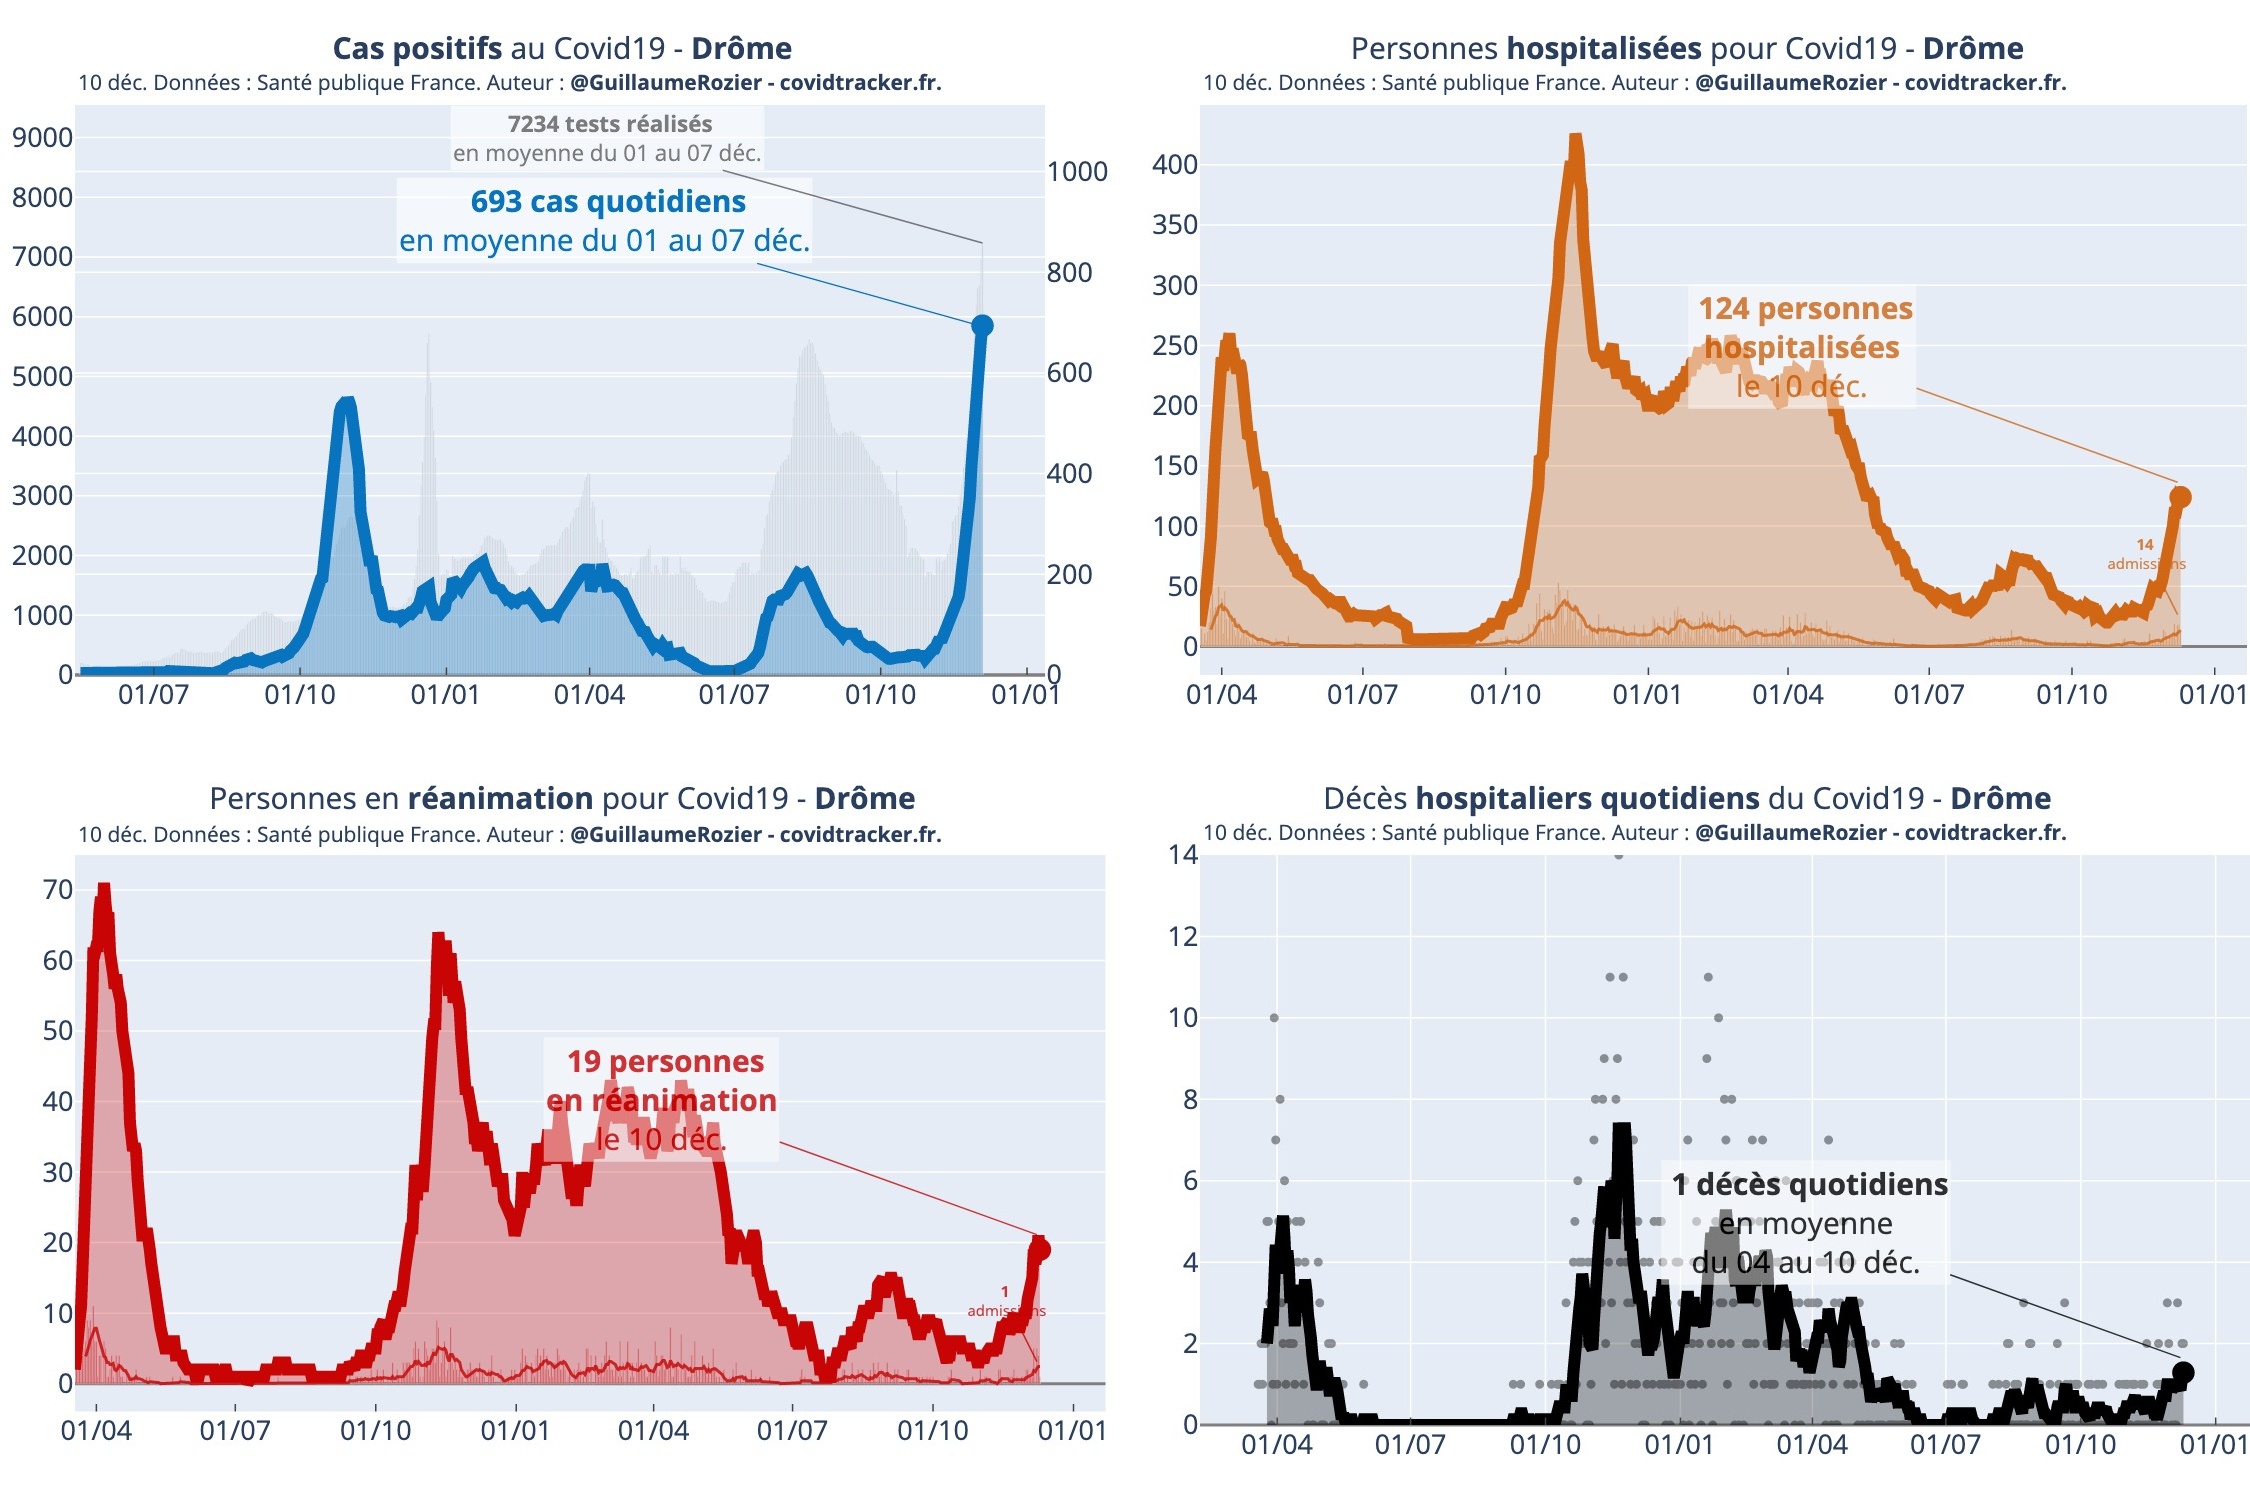 Cas positifs au Covid19 - Drôme
10 déc. Données : Santé publique France. Auteur : @GuillaumeRozier - covidtracker.fr.
7234 tests réalisés
en moyenne du 01 au 07 déc.
693 cas quotidiens
en moyenne du 01 au 07 déc.
9000
8000
7000
6000
5000
4000
3000
2000
1000
0
1000
800
600
400
200
0
01/07 01/10 01/01 01/04 01/07 01/10 01/01
Personnes hospitalisées pour Covid19 - Drôme
10 déc. Données : Santé publique France. Auteur : @GuillaumeRozier - covidtracker.fr.
400
350
300
250
200
150
100
50
0
124 personnes
hospitalisées
le 10 déc.
14
admissions
01/04 01/07 01/10 01/01 01/04 01/07 01/10 01/01
Personnes en réanimation pour Covid19 - Drôme
10 déc. Données : Santé publique France. Auteur : @GuillaumeRozier - covidtracker.fr.
70
60
50
40
30
20
10
0
19 personnes
en réanimation
le 10 déc.
1
admissions
01/04 01/07 01/10 01/01 01/04 01/07 01/10 01/01
Décès hospitaliers quotidiens du Covid19 - Drôme
10 déc. Données : Santé publique France. Auteur : @GuillaumeRozier - covidtracker.fr.
14
12
10
8
6
4
2
0
1 décès quotidiens
en moyenne
du 04 au 10 déc.
01/04 01/07 01/10 01/01 01/04 01/07 01/10 01/01